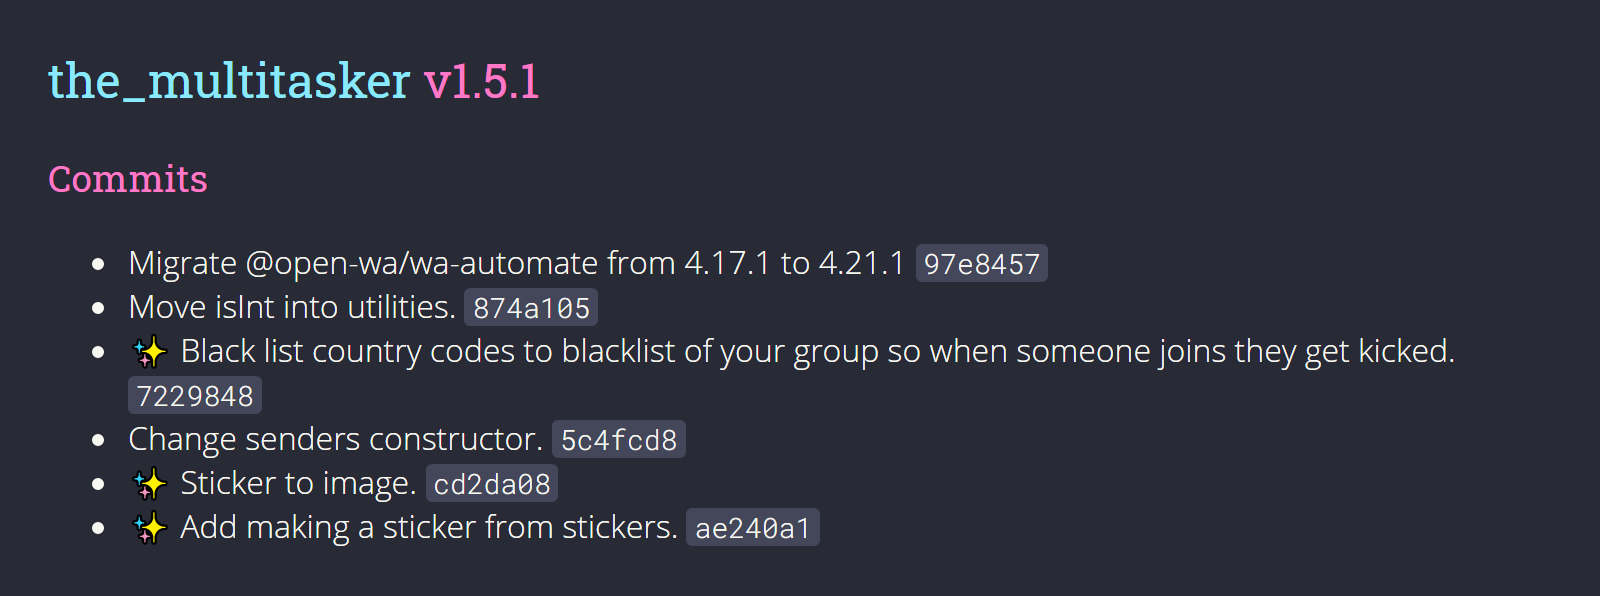 the_multitasker v1.5.1
Commits
Migrate @open-wa/wa-automate from 4.17.1 to 4.21.1 97e8457
Move isInt into utilities. 874a105
✨ Black list country codes to blacklist of your group so when someone joins they get kicked.
7229848
Change senders constructor. 5c4fcd8
✨ Sticker to image. cd2da08
✨ Add making a sticker from stickers. ae240a1